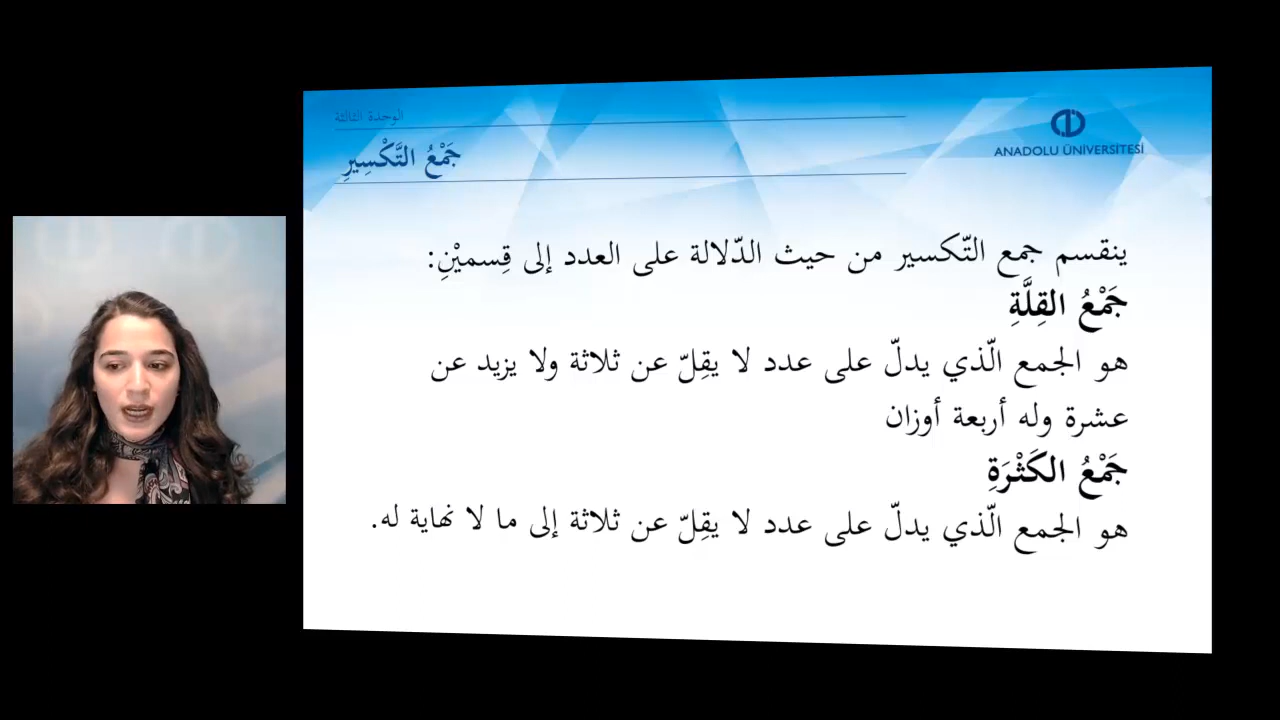 الوحدة الثالثة
جَمْعُ التَّكْسِيرِ
ANADOLU ÜNİVERSİTESİ
ينقسم جمع التّكسير من حيث الدّلالة على العدد إلى قِسميْنِ:
جَمْعُ القِلَّةِ
هو الجمع الّذي يدلّ على عدد لا يقِلّ عن ثلاثة ولا يزيد عن
عشرة وله أربعة أوزان
جَمْعُ الكَثْرَةِ
هو الجمع الّذي يدلّ على عدد لا يقِلّ عن ثلاثة إلى ما لا نهاية له.